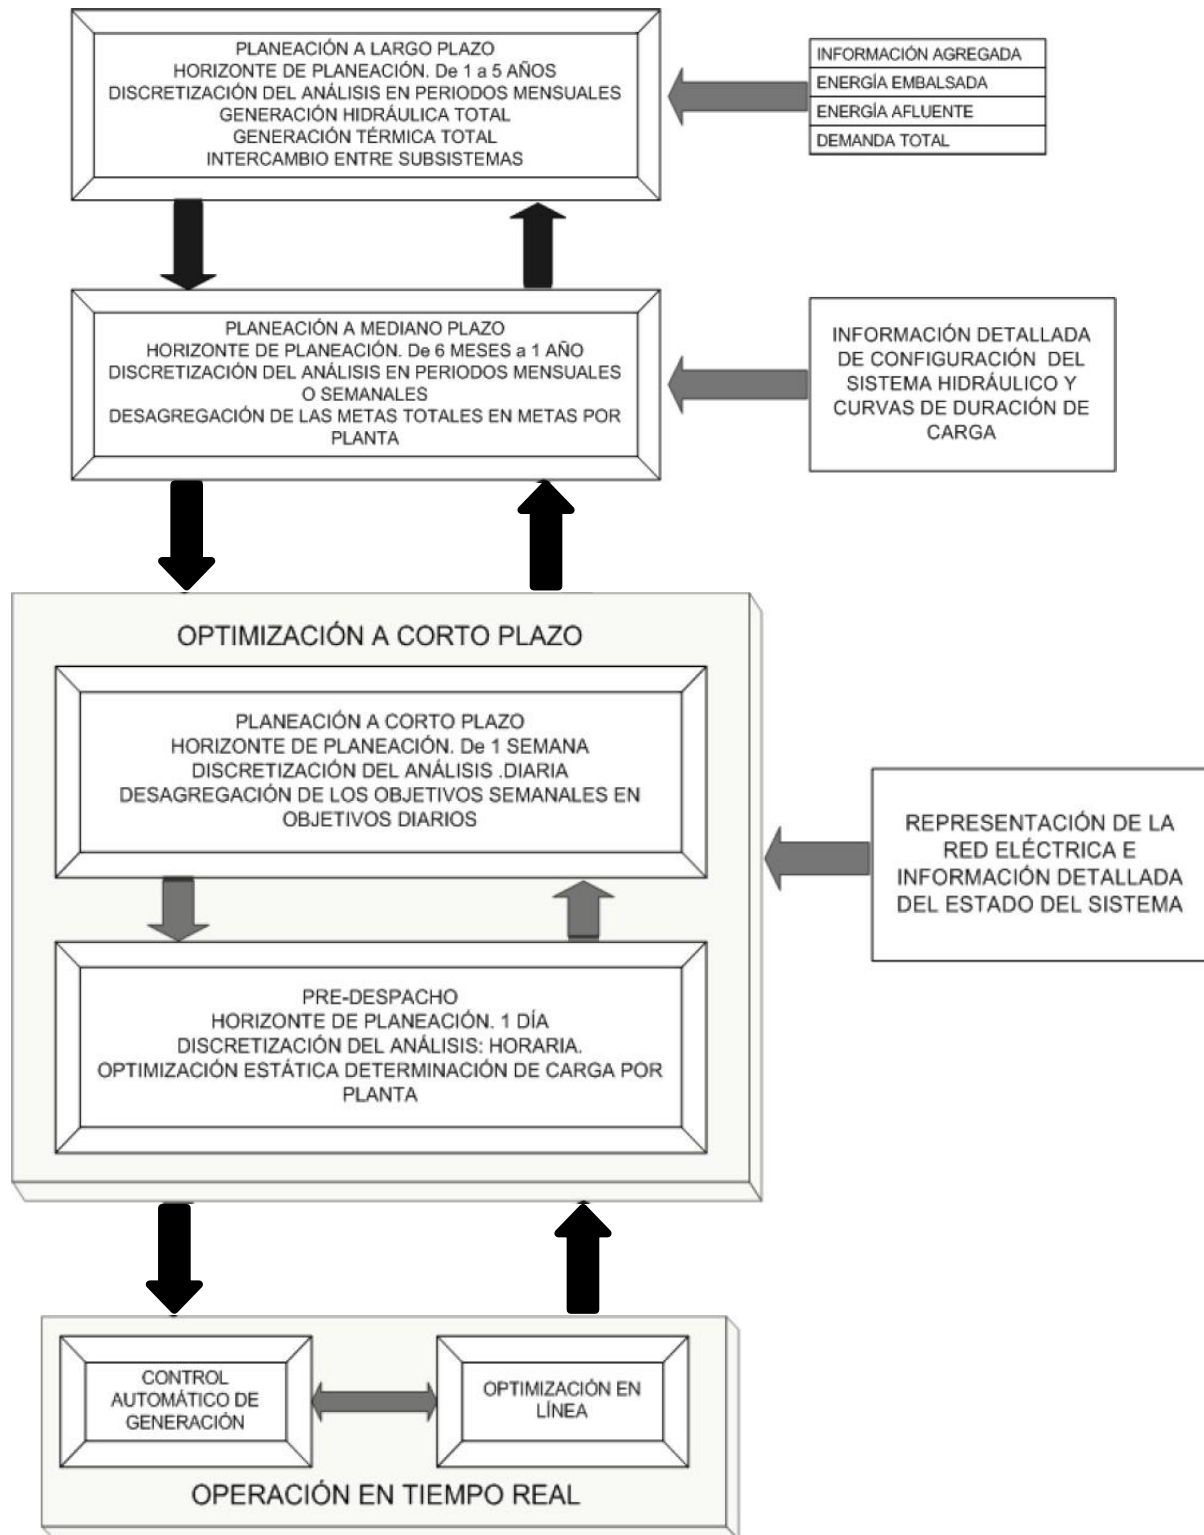 PLANEACIÓN A LARGO PLAZO
HORIZONTE DE PLANEACIÓN. De 1 a 5 AÑOS
DISCRETIZACIÓN DEL ANÁLISIS EN PERIODOS MENSUALES
GENERACIÓN HIDRÁULICA TOTAL
GENERACIÓN TÉRMICA TOTAL
INTERCAMBIO ENTRE SUBSISTEMAS
INFORMACIÓN AGREGADA
ENERGÍA EMBALSADA
ENERGÍA AFLUENTE
DEMANDA TOTAL
PLANEACIÓN A MEDIANO PLAZO
HORIZONTE DE PLANEACIÓN. De 6 MESES a 1 AÑO
DISCRETIZACIÓN DEL ANÁLISIS EN PERIODOS MENSUALES
O SEMANALES
DESAGREGACIÓN DE LAS METAS TOTALES EN METAS POR
PLANTA
INFORMACIÓN DETALLADA
DE CONFIGURACIÓN DEL
SISTEMA HIDRÁULICO Y
CURVAS DE DURACIÓN DE
CARGA
OPTIMIZACIÓN A CORTO PLAZO
PLANEACIÓN A CORTO PLAZO
HORIZONTE DE PLANEACIÓN. De 1 SEMANA
DISCRETIZACIÓN DEL ANÁLISIS .DIARIA
DESAGREGACIÓN DE LOS OBJETIVOS SEMANALES EN
OBJETIVOS DIARIOS
REPRESENTACIÓN DE LA
RED ELÉCTRICA E
INFORMACIÓN DETALLADA
DEL ESTADO DEL SISTEMA
PRE-DESPACHO
HORIZONTE DE PLANEACIÓN. 1 DÍA
DISCRETIZACIÓN DEL ANÁLISIS: HORARIA.
OPTIMIZACIÓN ESTÁTICA DETERMINACIÓN DE CARGA POR
PLANTA
CONTROL
AUTOMÁTICO DE
GENERACIÓN
OPTIMIZACIÓN EN
LÍNEA
OPERACIÓN EN TIEMPO REAL